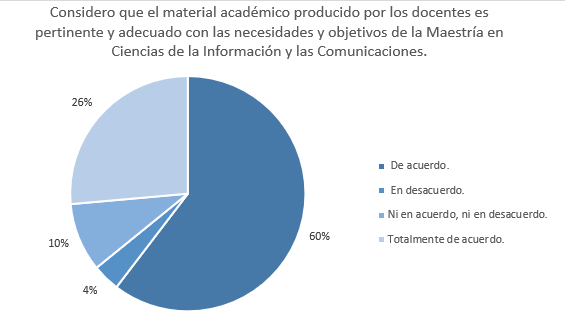 Considero que el material académico producido por los docentes es
pertinente y adecuado con las necesidades y objetivos de la Maestría en
Ciencias de la Información y las Comunicaciones.
26%
10%
4%
60%
De acuerdo.
En desacuerdo.
Ni en acuerdo, ni en desacuerdo.
Totalmente de acuerdo.